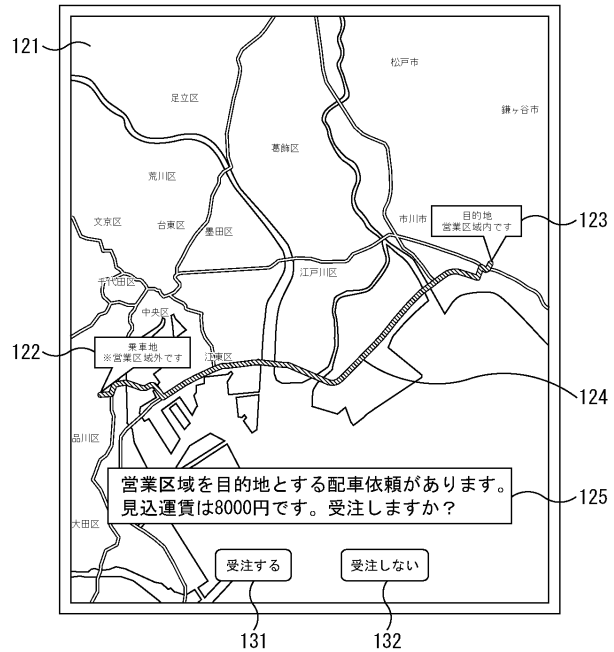 121
松戸市
足立区
鎌ヶ谷市
葛飾区
荒川区
目的地
営業区域内です
123
文京区
台東区
墨田区
市川市
江戸川区
千代田区
中央区
122
乗車地
※営業区域外です
江東区
124
品川区
営業区域を目的地とする配車依頼があります。
見込運賃は8000円です。受注しますか？
125
大田区
受注する
受注しない
131
132